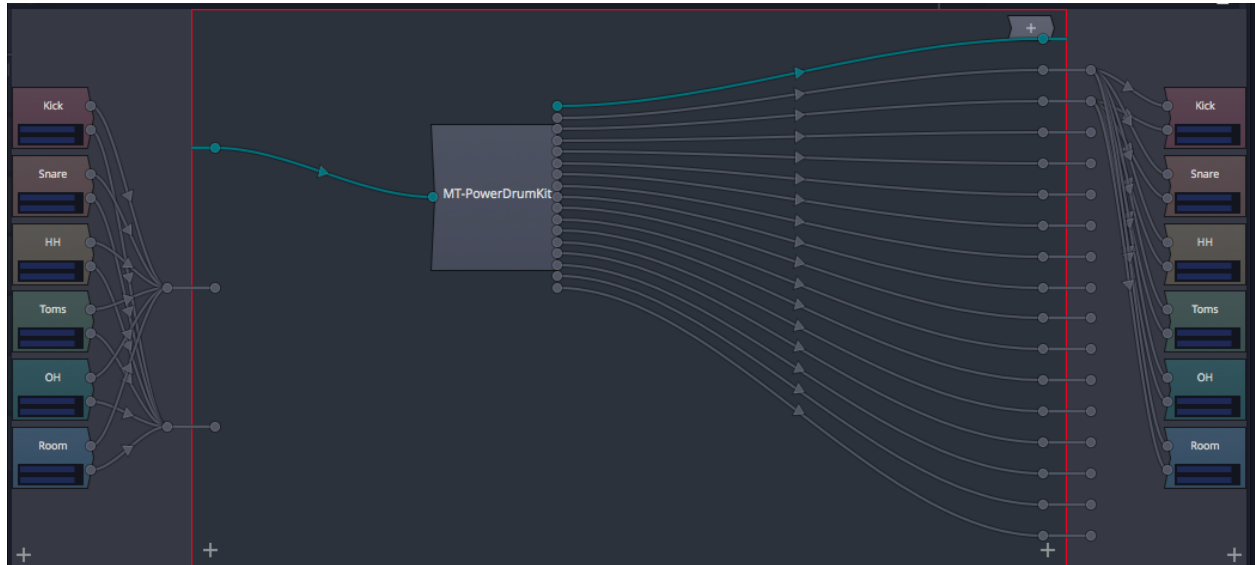 Kick
Snare
HH
Toms
OH
Room
MT-PowerDrumKit
Kick
Snare
HH
Toms
OH
Room